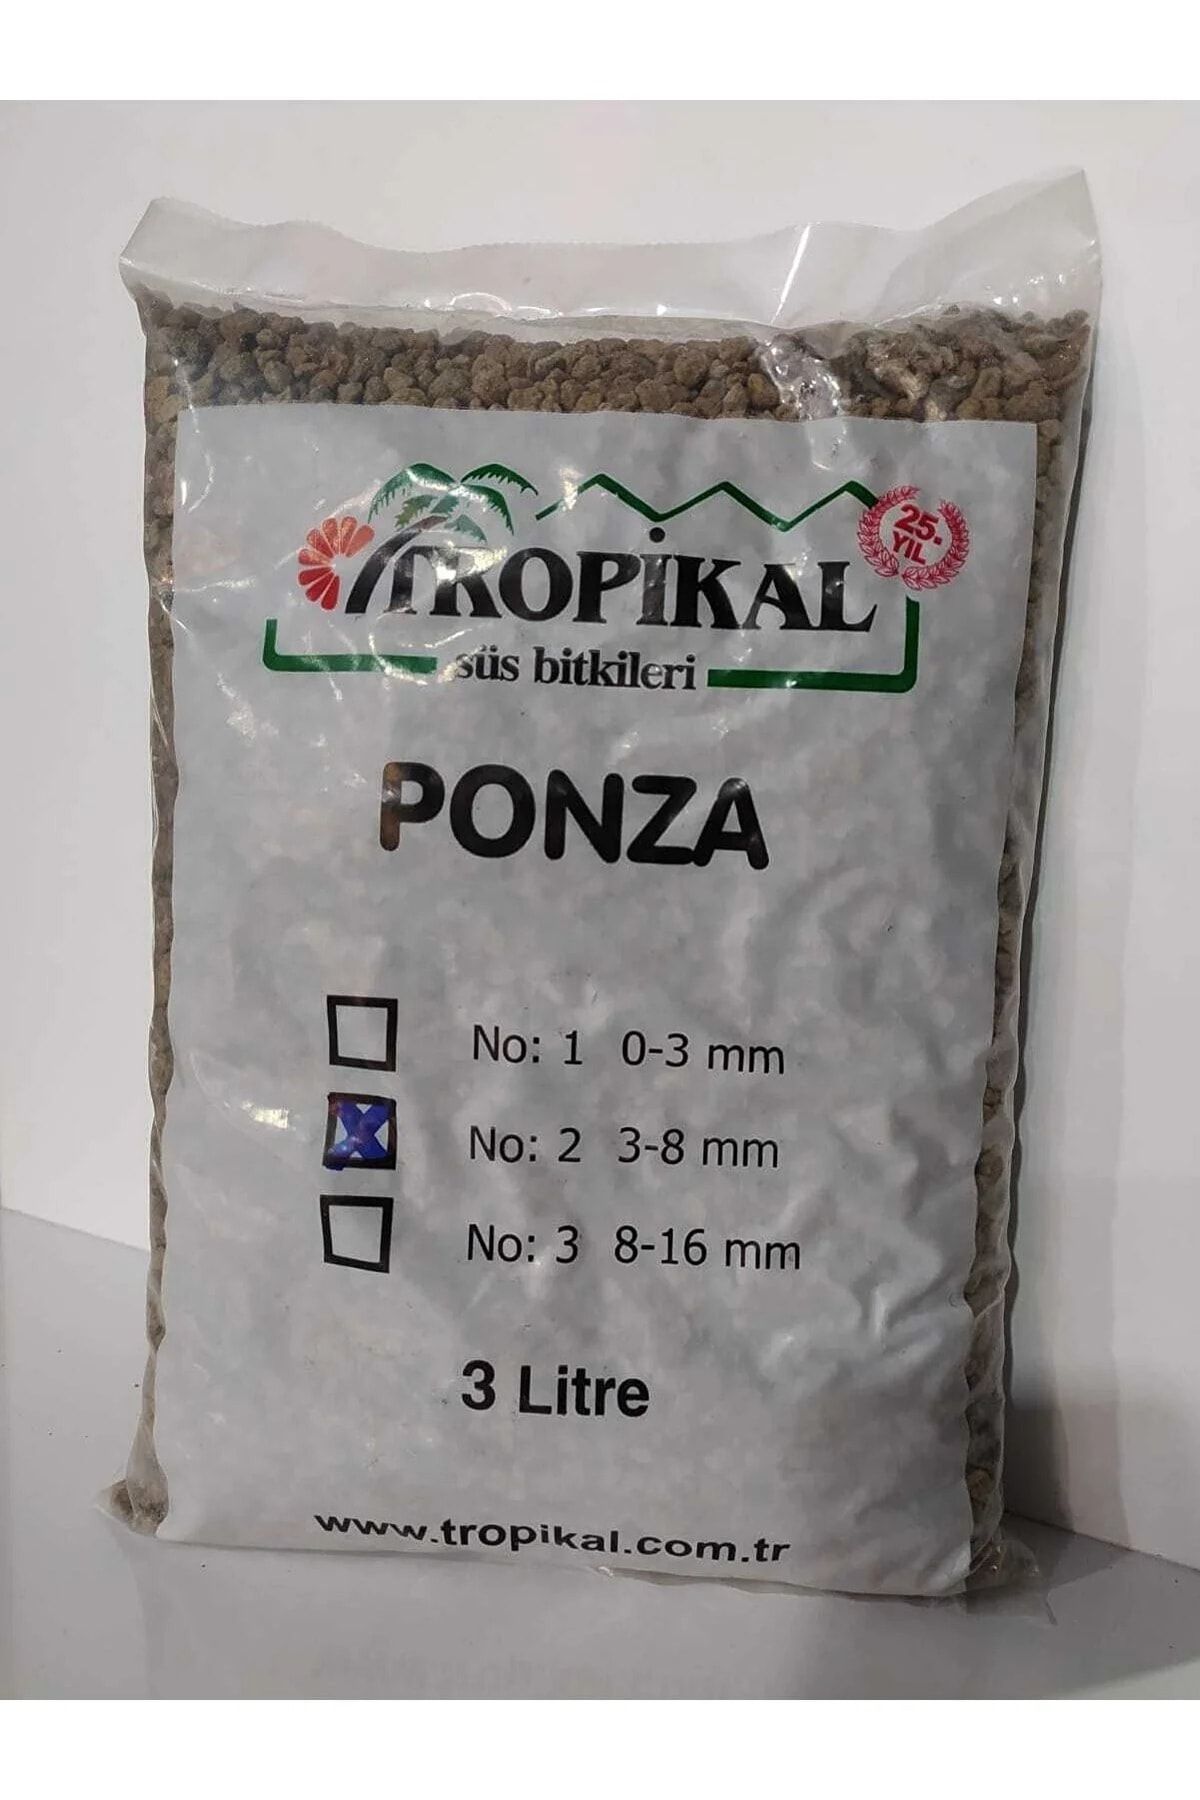 25.
YIL
TROPİKAL
süs bitkileri
PONZA
No: 1 0-3 mm
X No: 2 3-8 mm
No: 3 8-16 mm
3 Litre
www.tropikal.com.tr